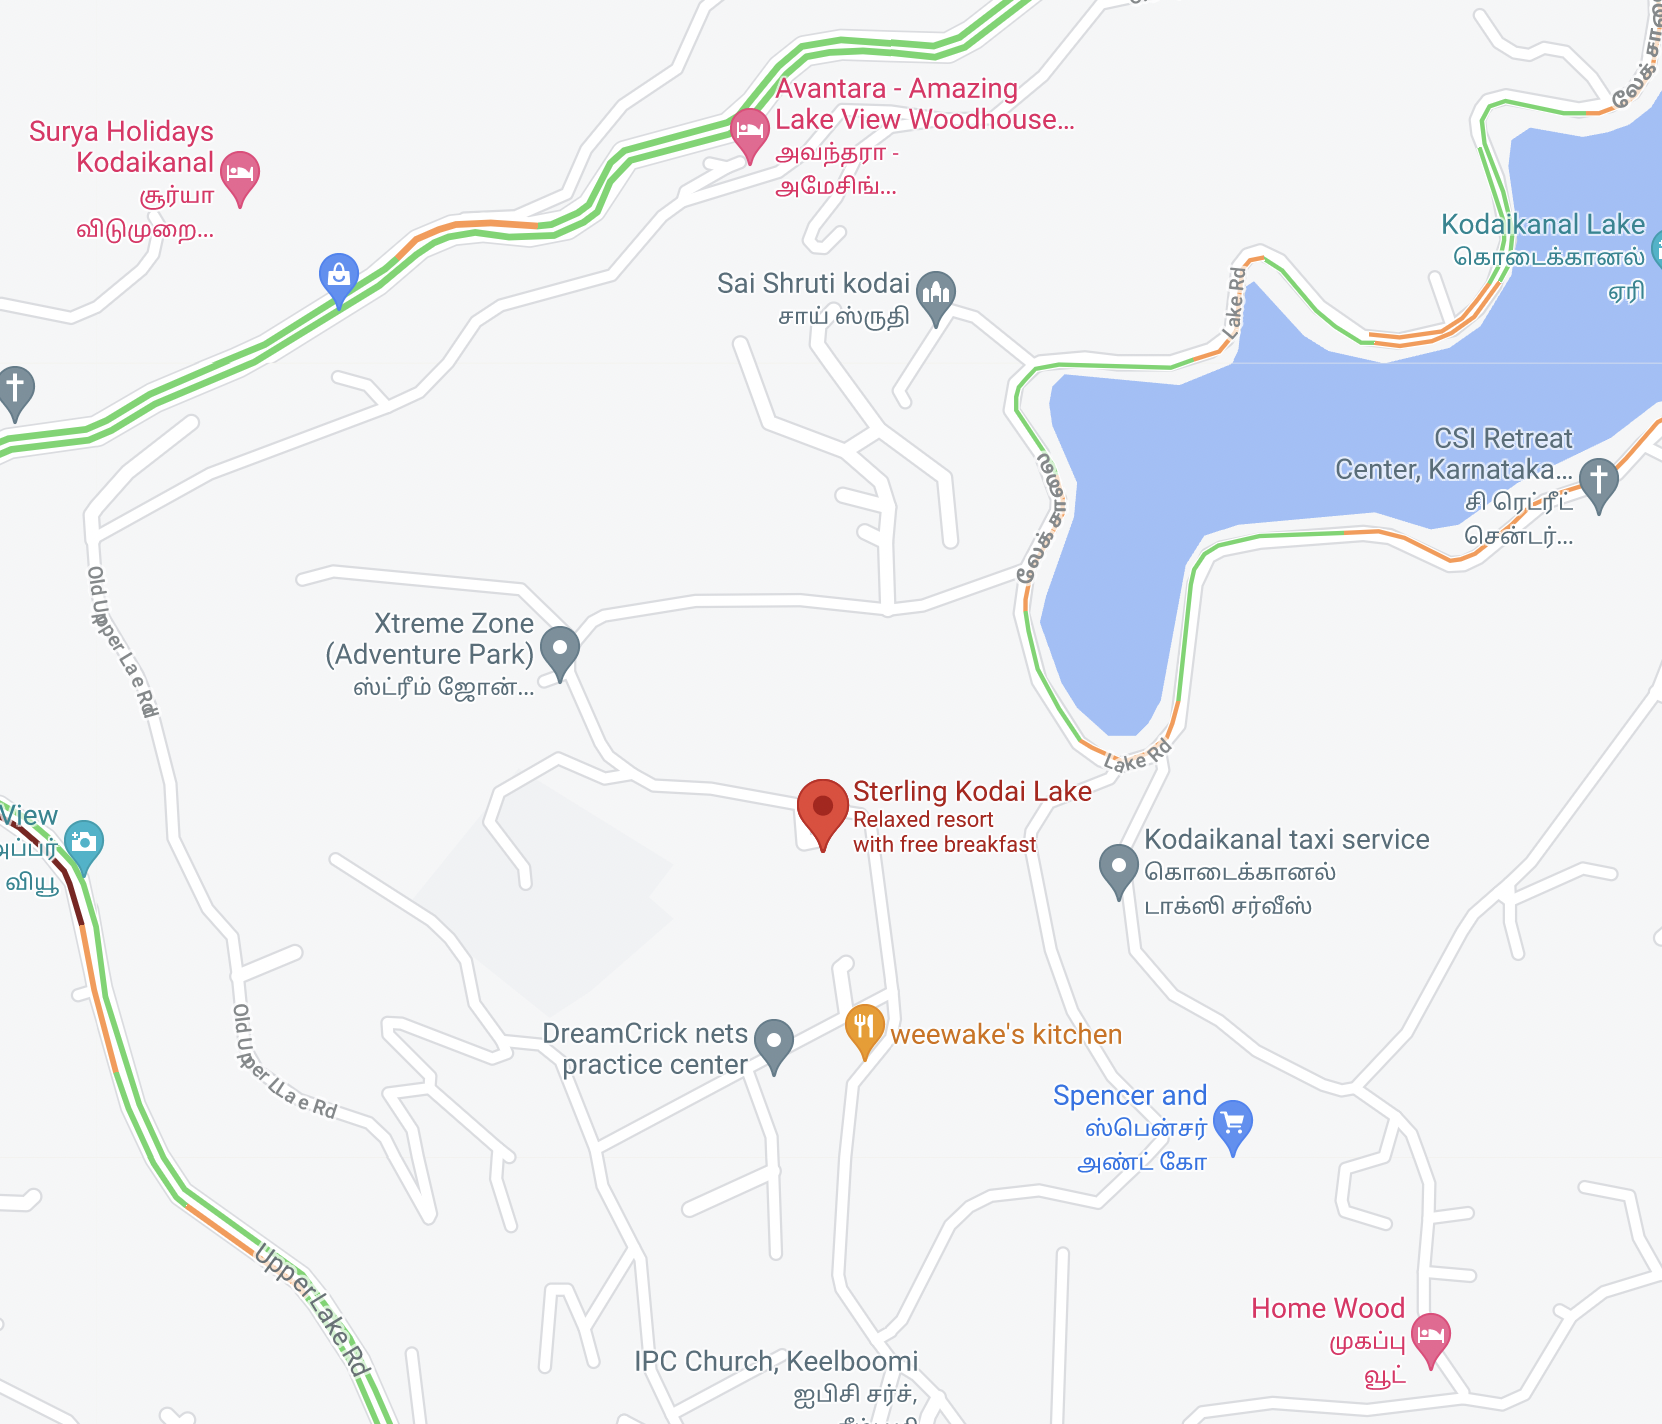 Avantara - Amazing
Lake View Woodhouse...
அவந்தரா -
அமேசிங்...
Surya Holidays
Kodaikanal
சூர்யா
விடுமுறை...
லேக் சாலை
Kodaikanal Lake
கொடைக்கானல்
ஏரி
Sai Shruti kodai
சாய் ஸ்ருதி
Lake Rd
CSI Retreat
Center, Karnataka...
சி ரெட்ரீட்
சென்டர்...
லேக் சாலை
Old Upper Lake Rd
Xtreme Zone
(Adventure Park)
ஸ்ட்ரீம் ஜோன்...
Lake Rd
Sterling Kodai Lake
Relaxed resort
with free breakfast
View
அப்பர்
வியூ
Kodaikanal taxi service
கொடைக்கானல்
டாக்ஸி சர்வீஸ்
Old Upper Lake Rd
DreamCrick nets
practice center
weewake's kitchen
Spencer and
ஸ்பென்சர்
அண்ட் கோ
Upper Lake Rd
Home Wood
முகப்பு
வூட்
IPC Church, Keelboomi
ஐபிசி சர்ச்,